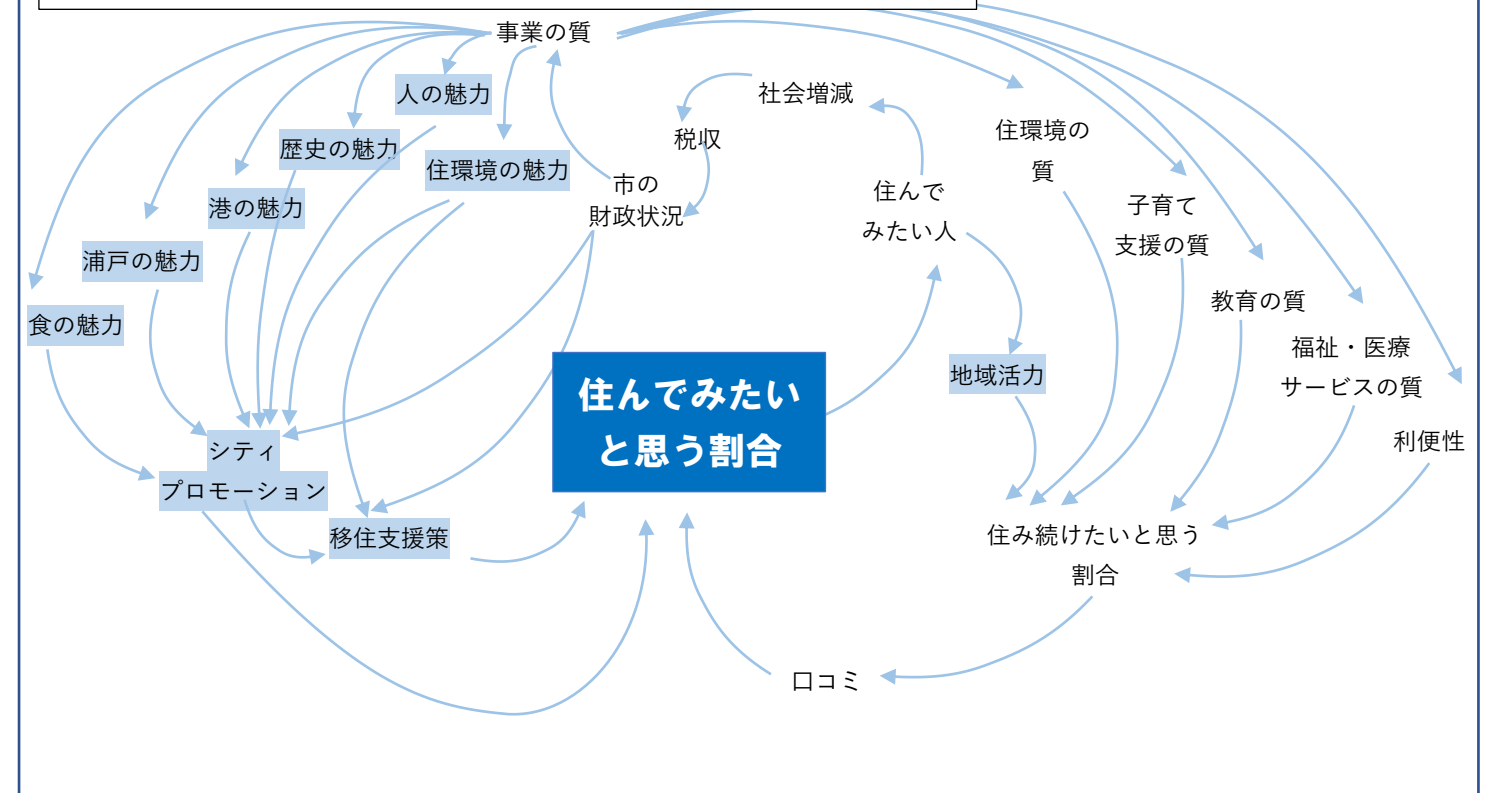 事業の質
人の魅力
歴史の魅力
住環境の魅力
港の魅力
浦戸の魅力
食の魅力
シティ
プロモーション
移住支援策
社会増減
税収
市の
財政状況
住んで
みたい人
住んでみたい
と思う割合
地域活力
住環境の
質
子育て
支援の質
教育の質
福祉・医療
サービスの質
利便性
住み続けたいと思う
割合
口コミ